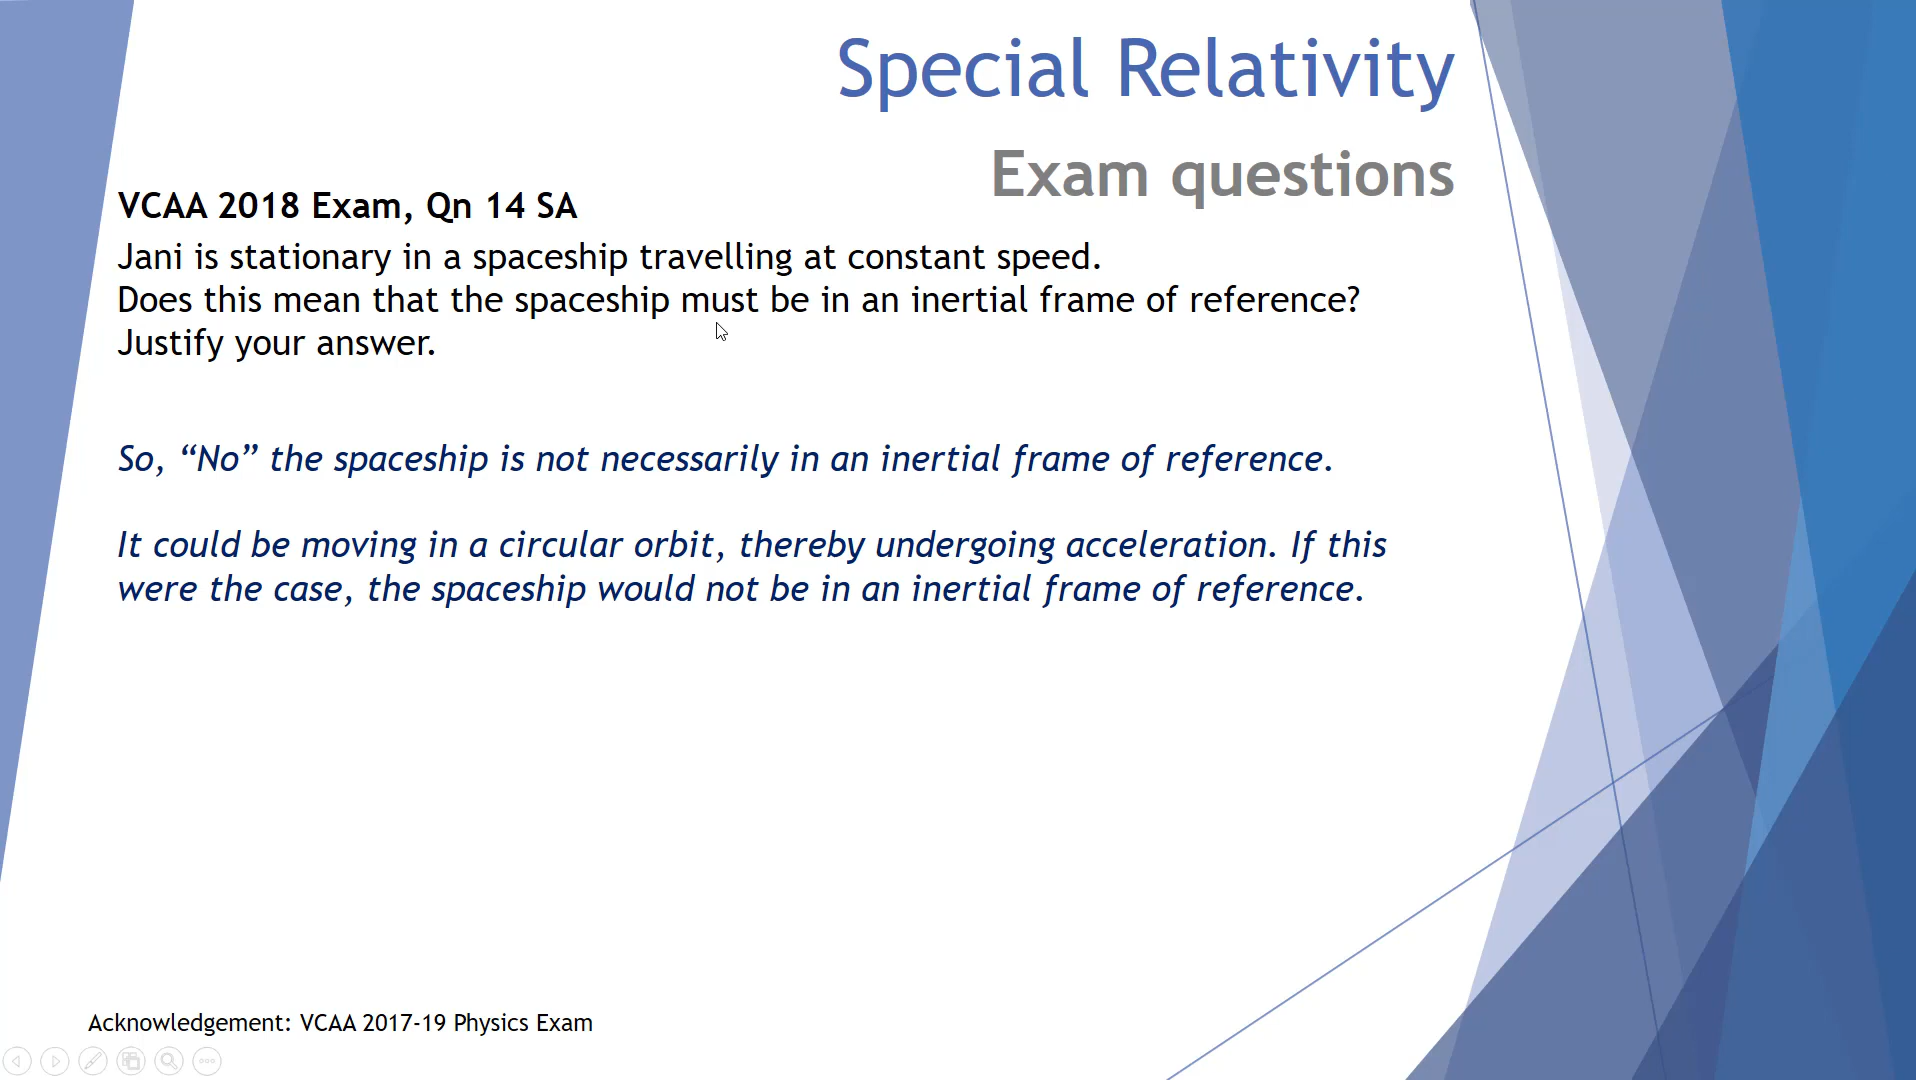 Special Relativity
Exam questions
VCAA 2018 Exam, Qn 14 SA
Jani is stationary in a spaceship travelling at constant speed.
Does this mean that the spaceship must be in an inertial frame of reference?
Justify your answer.
So, “No” the spaceship is not necessarily in an inertial frame of reference.
It could be moving in a circular orbit, thereby undergoing acceleration. If this
were the case, the spaceship would not be in an inertial frame of reference.
Acknowledgement: VCAA 2017-19 Physics Exam